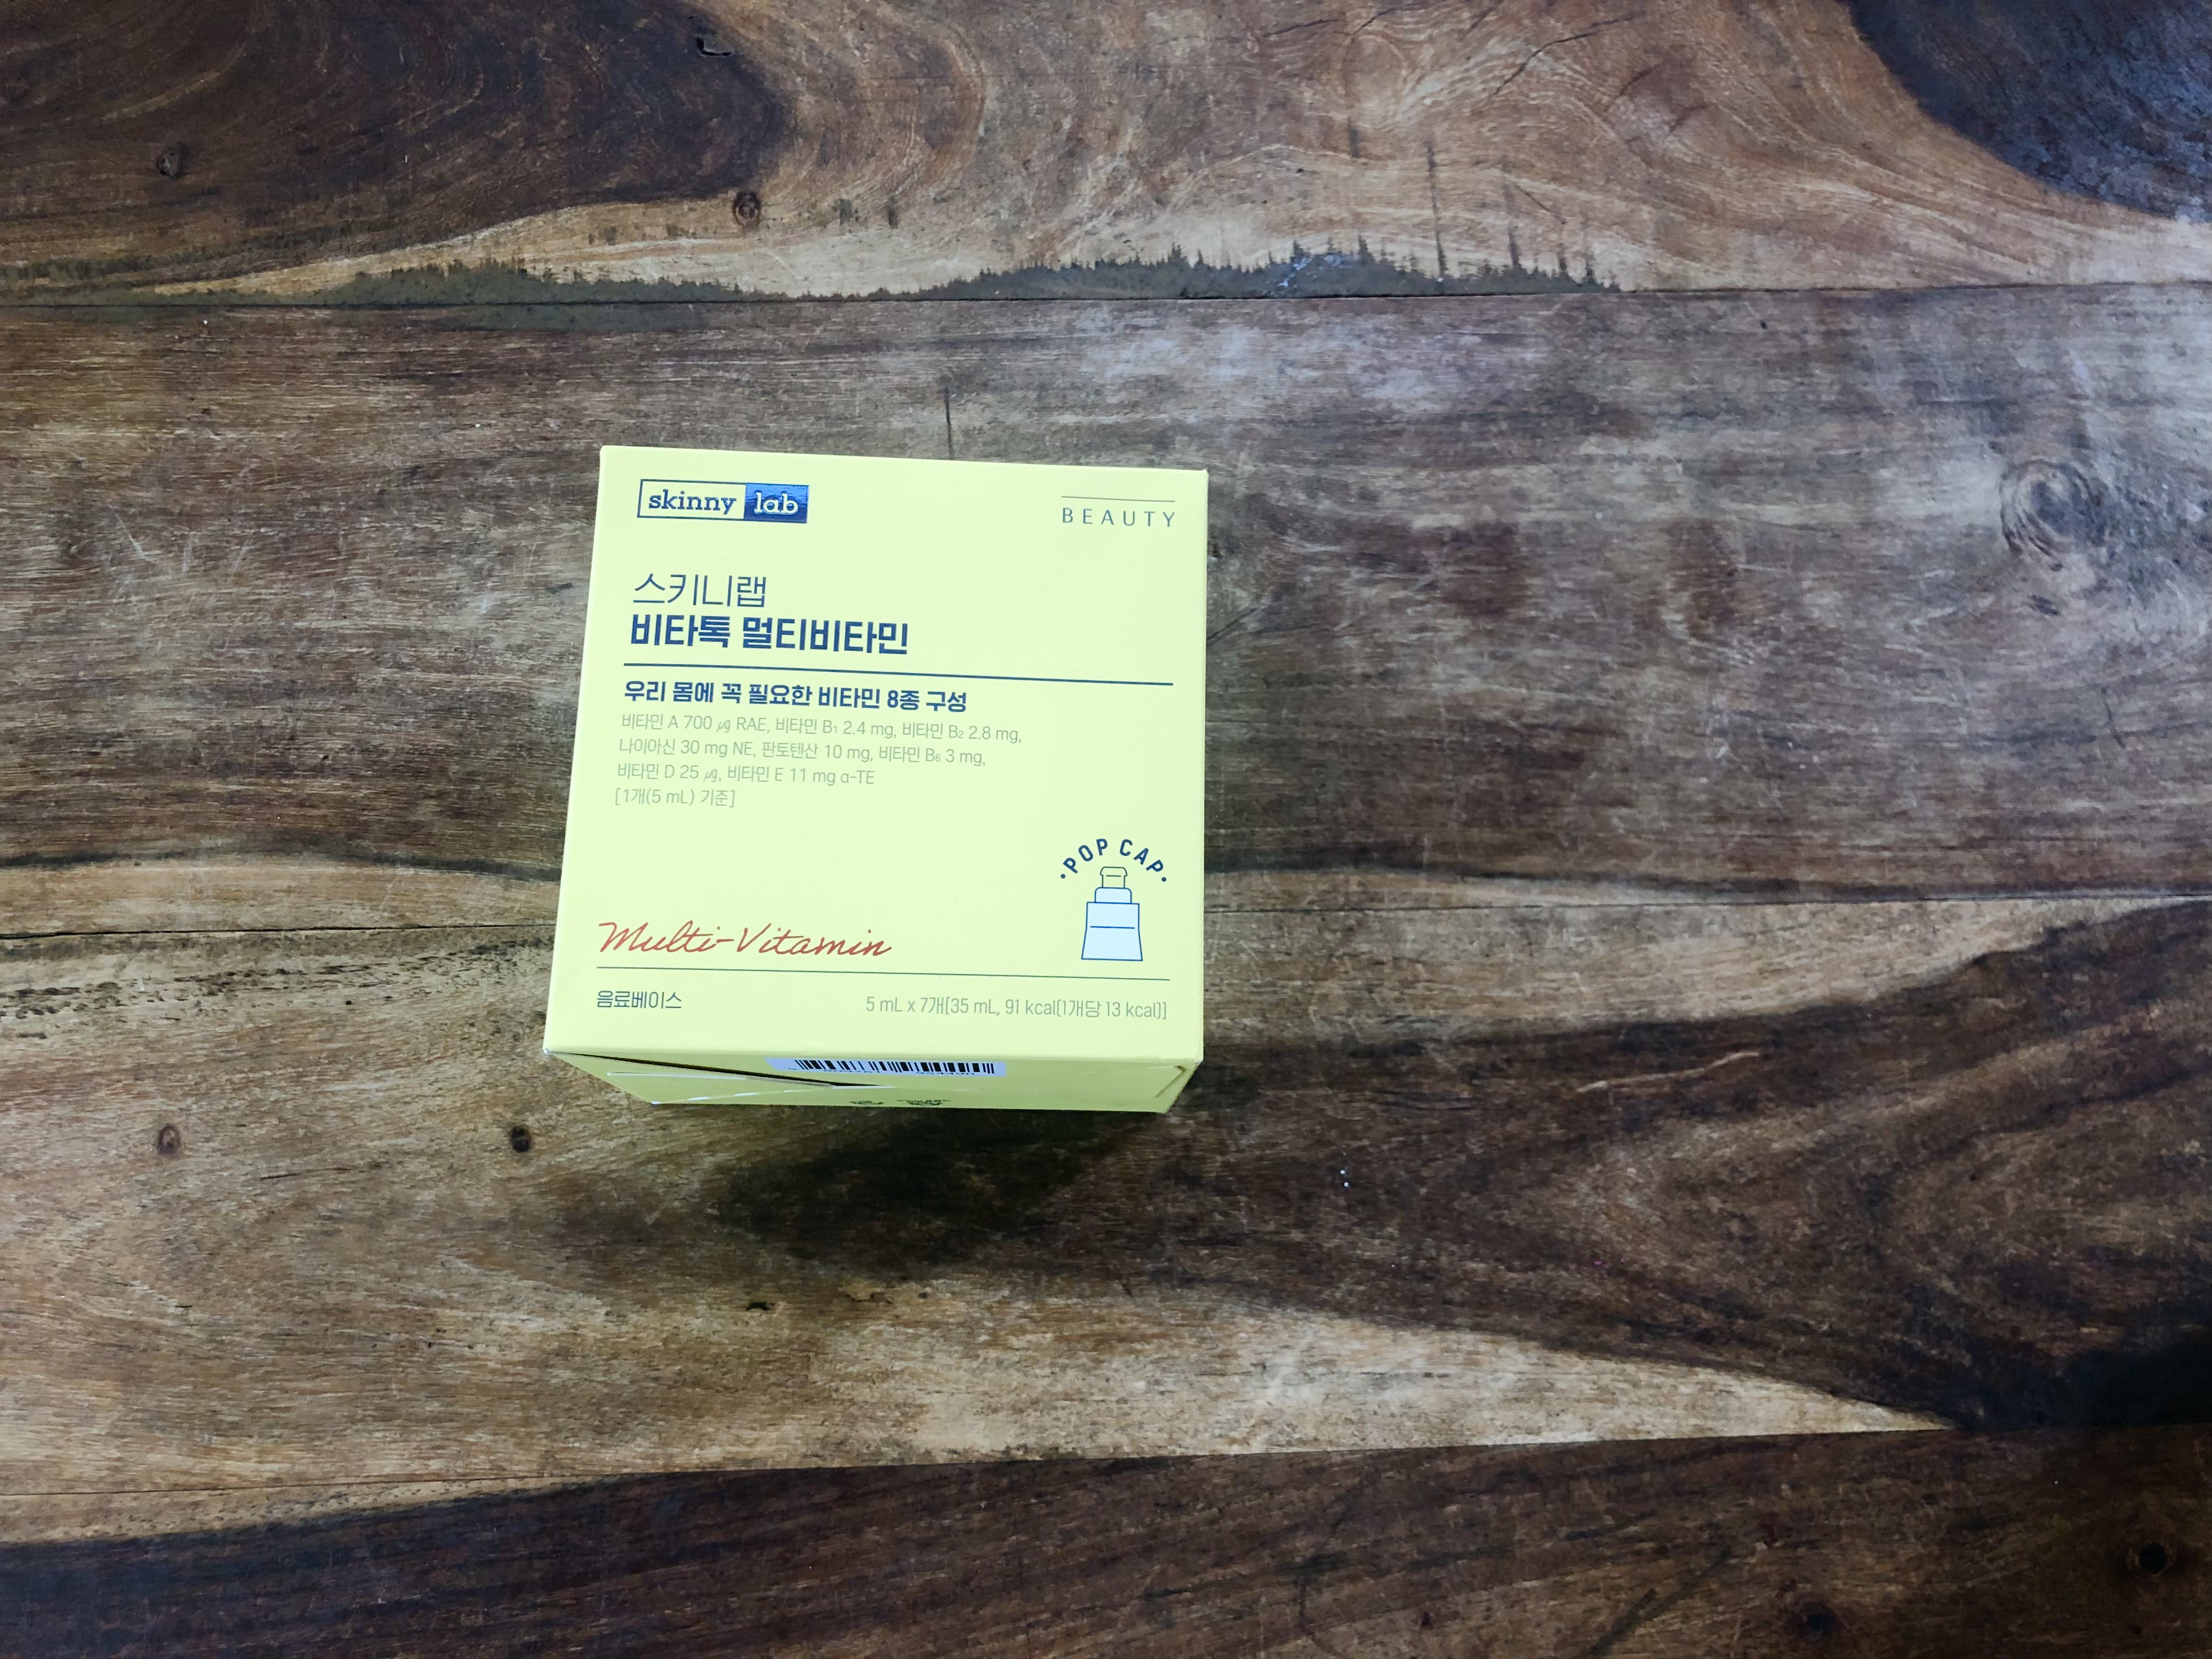 skinny lab
BEAUTY
스키니랩
비타톡 멀티비타민
우리 몸에 꼭 필요한 비타민 8종 구성
비타민 A 700 ㎍ RAE, 비타민 B₁ 2.4 mg, 비타민 B₂ 2.8 mg,
나이아신 30 mg NE, 판토텐산 10 mg, 비타민 B₆ 3 mg,
비타민 D 25 ㎍, 비타민 E 11 mg α-TE
[1개(5 mL) 기준]
·POP CAP·
Multi-Vitamin
음료베이스
5 mL x 7개[35 mL, 91 kcal(1개당 13 kcal)]